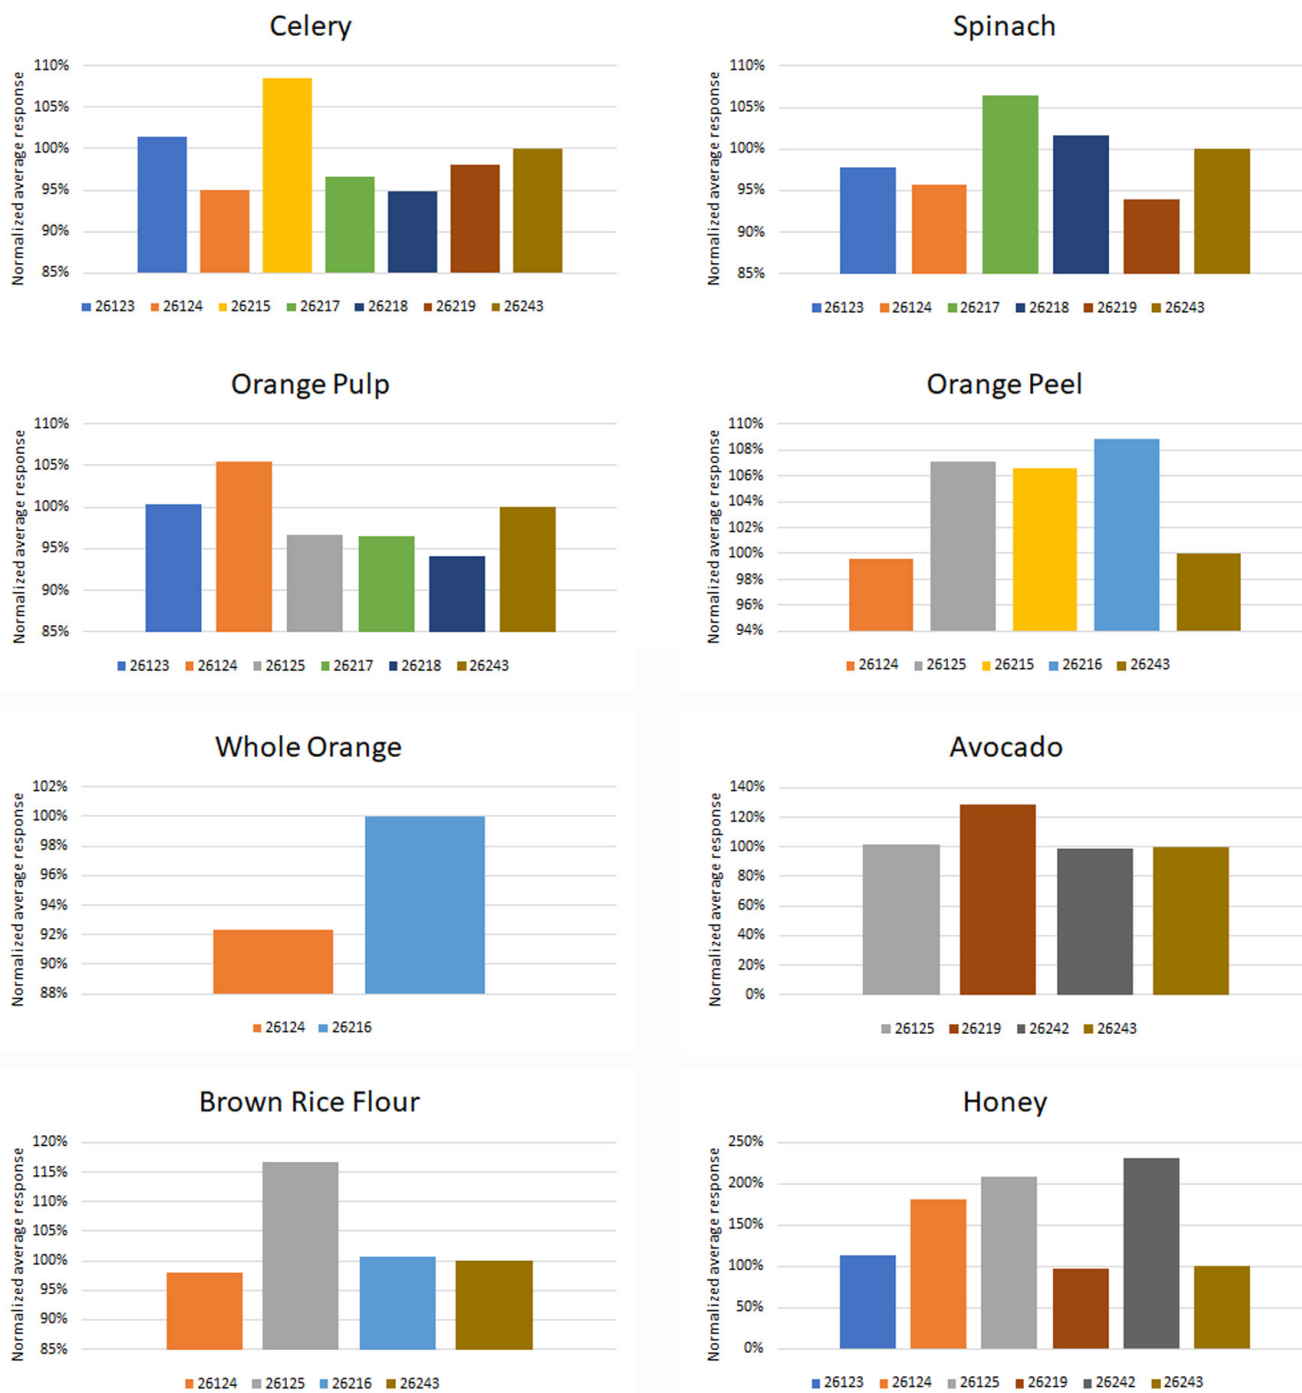 Celery
Normalized average response
110%
105%
100%
95%
90%
85%
26123 26124 26215 26217 26218 26219 26243
Spinach
Normalized average response
110%
105%
100%
95%
90%
85%
26123 26124 26217 26218 26219 26243
Orange Pulp
Normalized average response
110%
105%
100%
95%
90%
85%
26123 26124 26125 26217 26218 26243
Orange Peel
Normalized average response
110%
108%
106%
104%
102%
100%
98%
96%
94%
26124 26125 26215 26216 26243
Whole Orange
Normalized average response
102%
100%
98%
96%
94%
92%
90%
88%
26124 26216
Avocado
Normalized average response
140%
120%
100%
80%
60%
40%
20%
0%
26125 26219 26242 26243
Brown Rice Flour
Normalized average response
120%
115%
110%
105%
100%
95%
90%
85%
26124 26125 26216 26243
Honey
Normalized average response
250%
200%
150%
100%
50%
0%
26123 26124 26125 26219 26242 26243